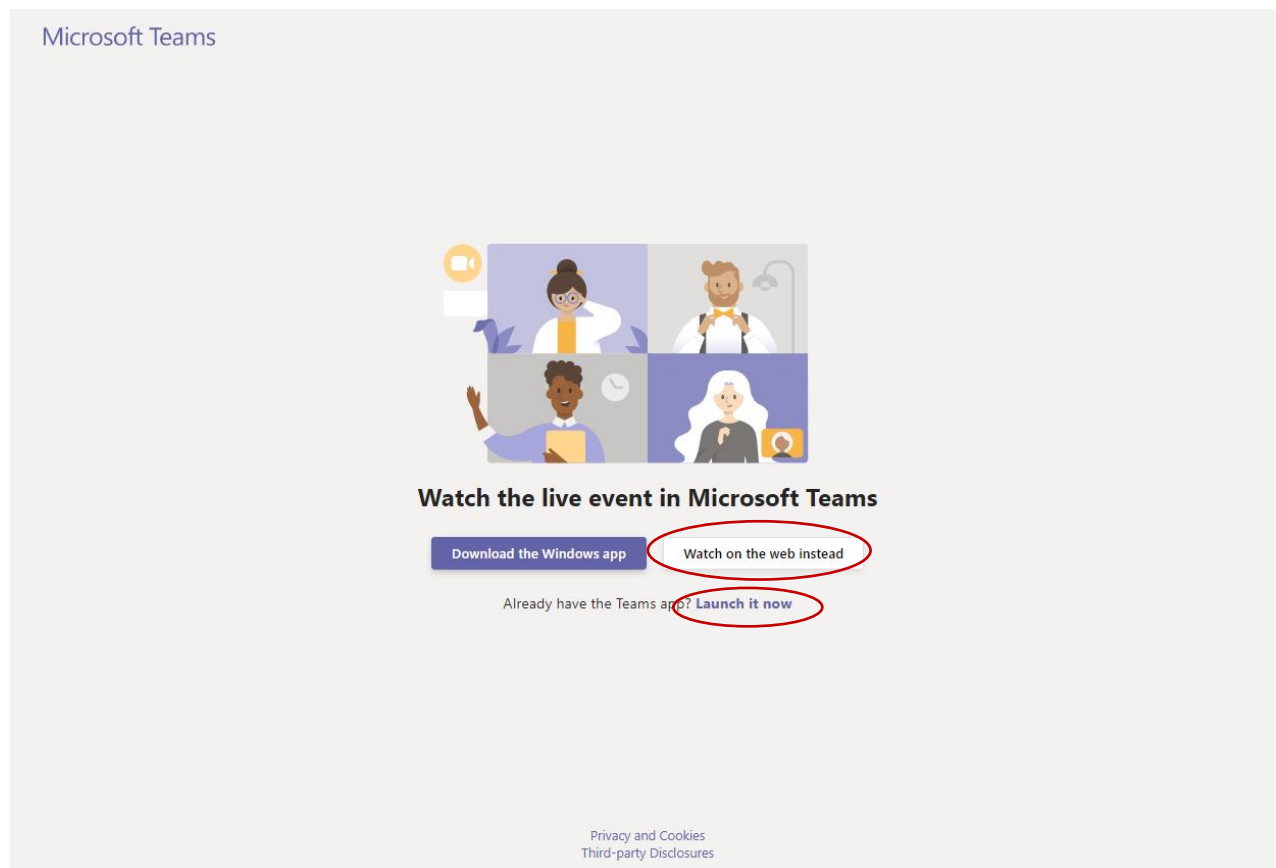 Microsoft Teams
Watch the live event in Microsoft Teams
Download the Windows app Watch on the web instead
Already have the Teams app? Launch it now
Privacy and Cookies
Third-party Disclosures